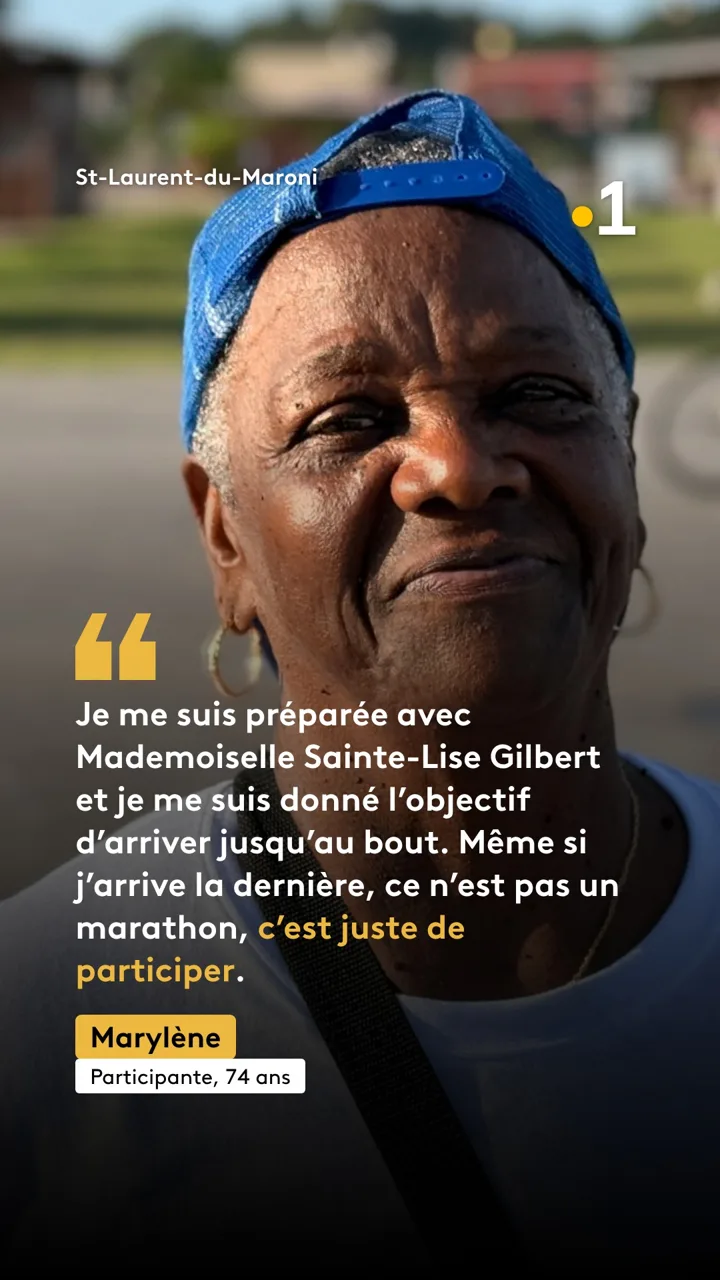 St-Laurent-du-Maroni
1
“
Je me suis préparée avec
Mademoiselle Sainte-Lise Gilbert
et je me suis donné l’objectif
d’arriver jusqu’au bout. Même si
j’arrive la dernière, ce n’est pas un
marathon, c’est juste de
participer.
Marylène
Participante, 74 ans